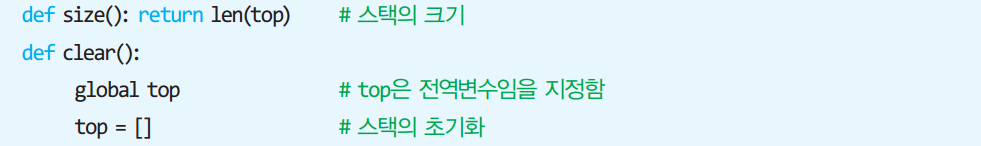 def size(): return len(top) # 스택의 크기
def clear():
global top # top은 전역변수임을 지정함
top = [] # 스택의 초기화